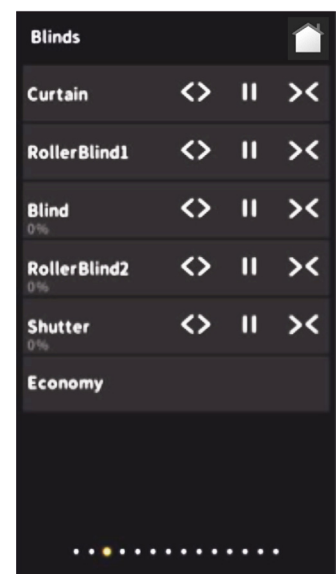 Blinds
Curtain
RollerBlind1
Blind
0%
RollerBlind2
0%
Shutter
0%
Economy